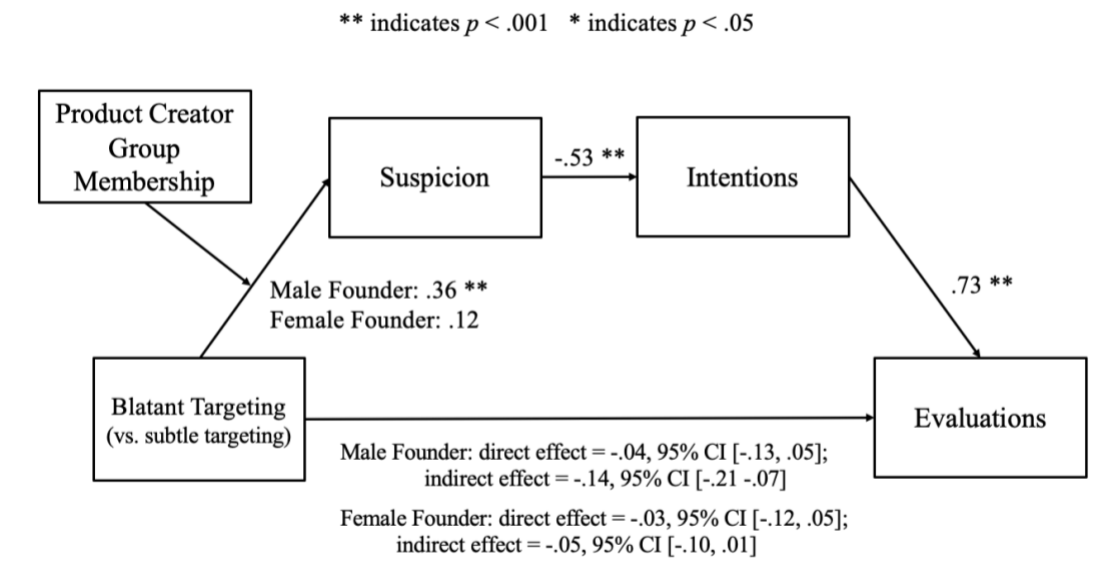 ** indicates p < .001 * indicates p < .05
Product Creator
Group
Membership
Suspicion
-.53 **
Intentions
.73 **
Male Founder: .36 **
Female Founder: .12
Blatant Targeting
(vs. subtle targeting)
Evaluations
Male Founder: direct effect = -.04, 95% CI [-.13, .05];
indirect effect = -.14, 95% CI [-.21 -.07]
Female Founder: direct effect = -.03, 95% CI [-.12, .05];
indirect effect = -.05, 95% CI [-.10, .01]